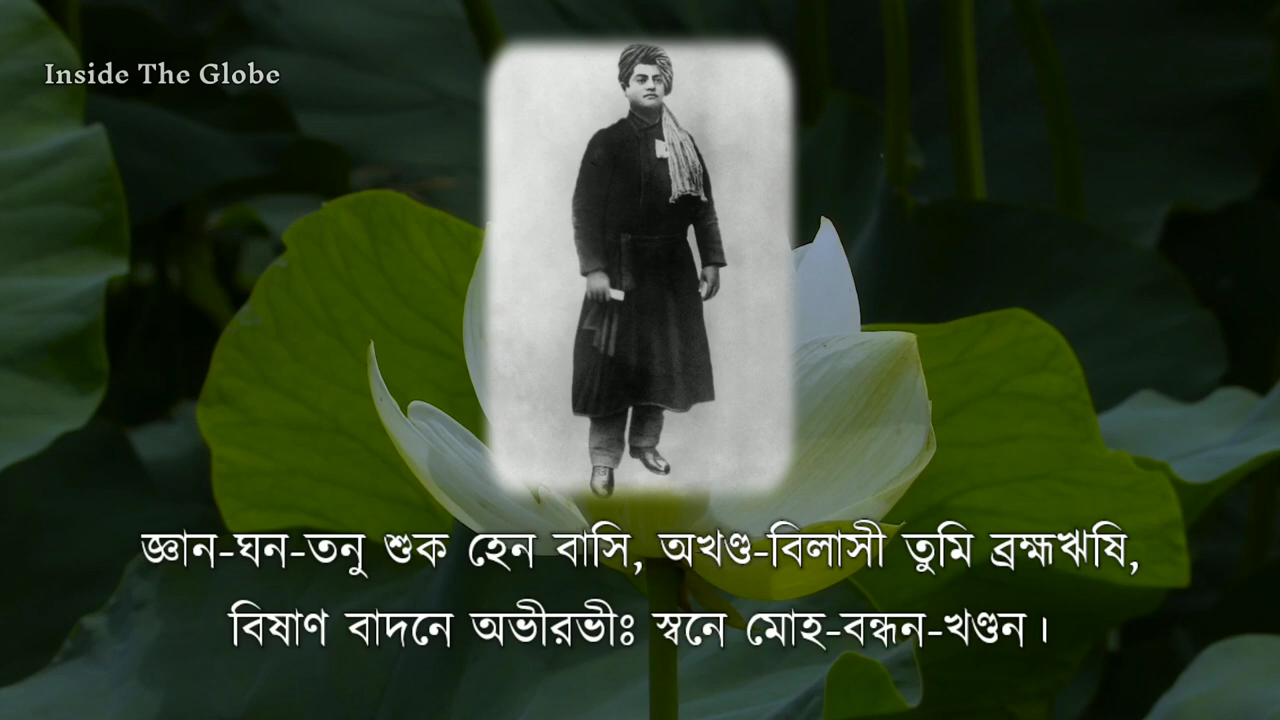 Inside The Globe
জ্ঞান-ঘন-তনু শুক হেন বাসি, অখণ্ড-বিলাসী তুমি ব্রহ্মঋষি,
বিষাণ বাদনে অভীরভীঃ স্বনে মোহ-বন্ধন-খণ্ডন।